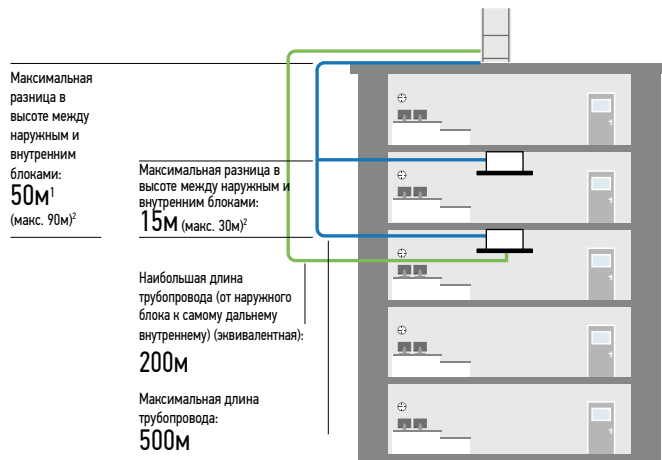 Максимальная
разница в
высоте между
наружным и
внутренним
блоками:
50м¹
(макс. 90м)²
Максимальная разница в
высоте между наружным и
внутренним блоками:
15м (макс. 30м)²
Наибольшая длина
трубопровода (от наружного
блока к самому дальнему
внутреннему) (эквивалентная):
200м
Максимальная длина
трубопровода:
500м